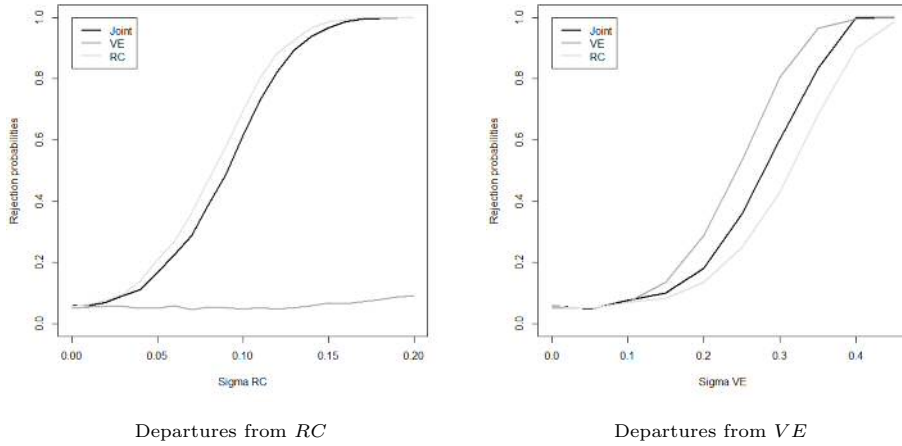 Joint
VE
RC
Rejection probabilities
0.0 0.2 0.4 0.6 0.8 1.0
0.00 0.05 0.10 0.15 0.20
Sigma RC
Departures from RC
Joint
VE
RC
Rejection probabilities
0.0 0.2 0.4 0.6 0.8 1.0
0.0 0.1 0.2 0.3 0.4
Sigma VE
Departures from VE